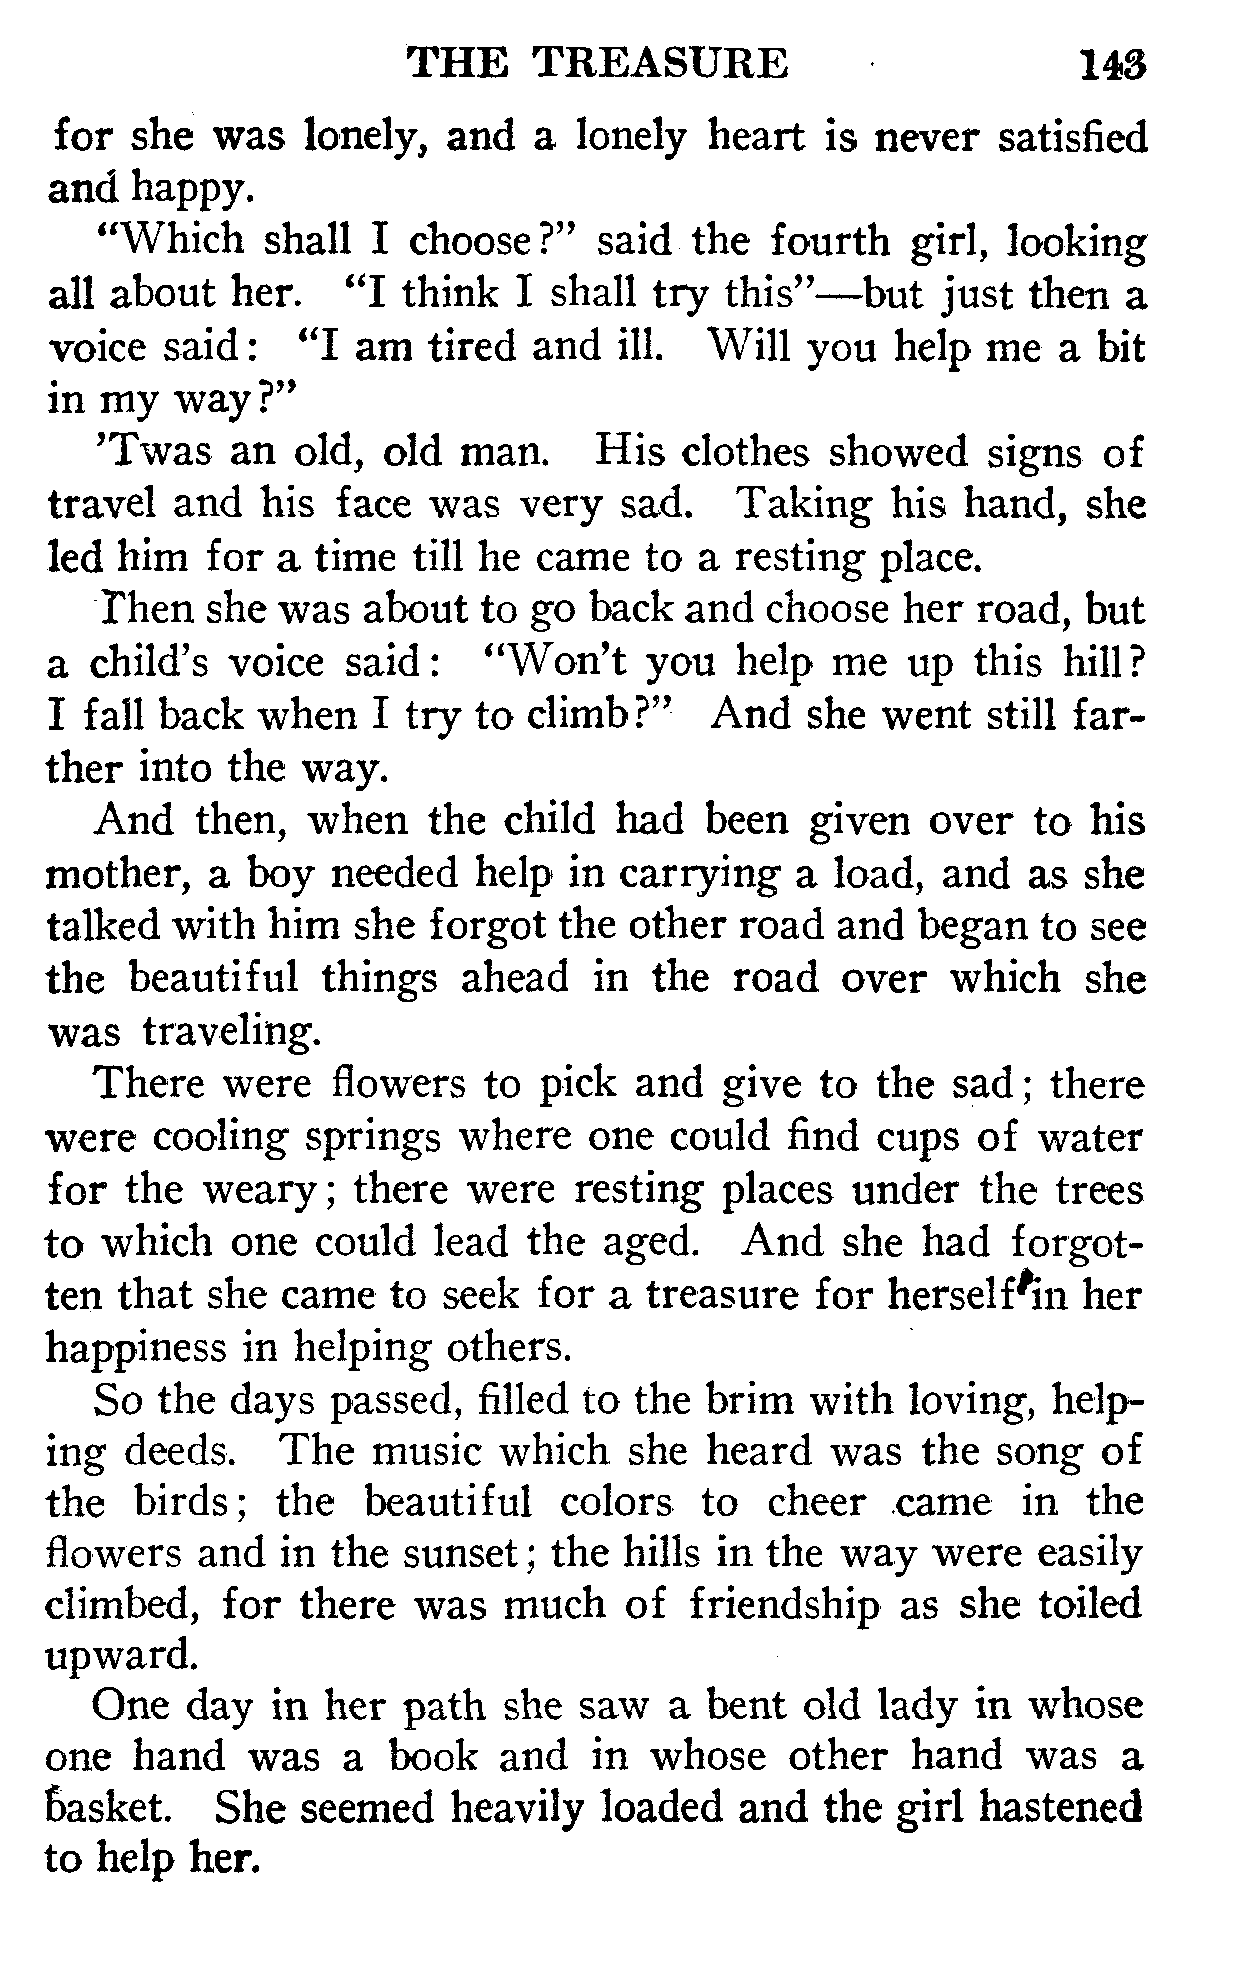 THE TREASURE 143
for she was lonely, and a lonely heart is never satisfied
and happy.
“Which shall I choose?” said the fourth girl, looking
all about her. “I think I shall try this”—but just then a
voice said: “I am tired and ill. Will you help me a bit
in my way?”
’Twas an old, old man. His clothes showed signs of
travel and his face was very sad. Taking his hand, she
led him for a time till he came to a resting place.
Then she was about to go back and choose her road, but
a child’s voice said: “Won’t you help me up this hill?
I fall back when I try to climb?” And she went still far-
ther into the way.
And then, when the child had been given over to his
mother, a boy needed help in carrying a load, and as she
talked with him she forgot the other road and began to see
the beautiful things ahead in the road over which she
was traveling.
There were flowers to pick and give to the sad; there
were cooling springs where one could find cups of water
for the weary; there were resting places under the trees
to which one could lead the aged. And she had forgot-
ten that she came to seek for a treasure for herself in her
happiness in helping others.
So the days passed, filled to the brim with loving, help-
ing deeds. The music which she heard was the song of
the birds; the beautiful colors to cheer came in the
flowers and in the sunset; the hills in the way were easily
climbed, for there was much of friendship as she toiled
upward.
One day in her path she saw a bent old lady in whose
one hand was a book and in whose other hand was a
basket. She seemed heavily loaded and the girl hastened
to help her.